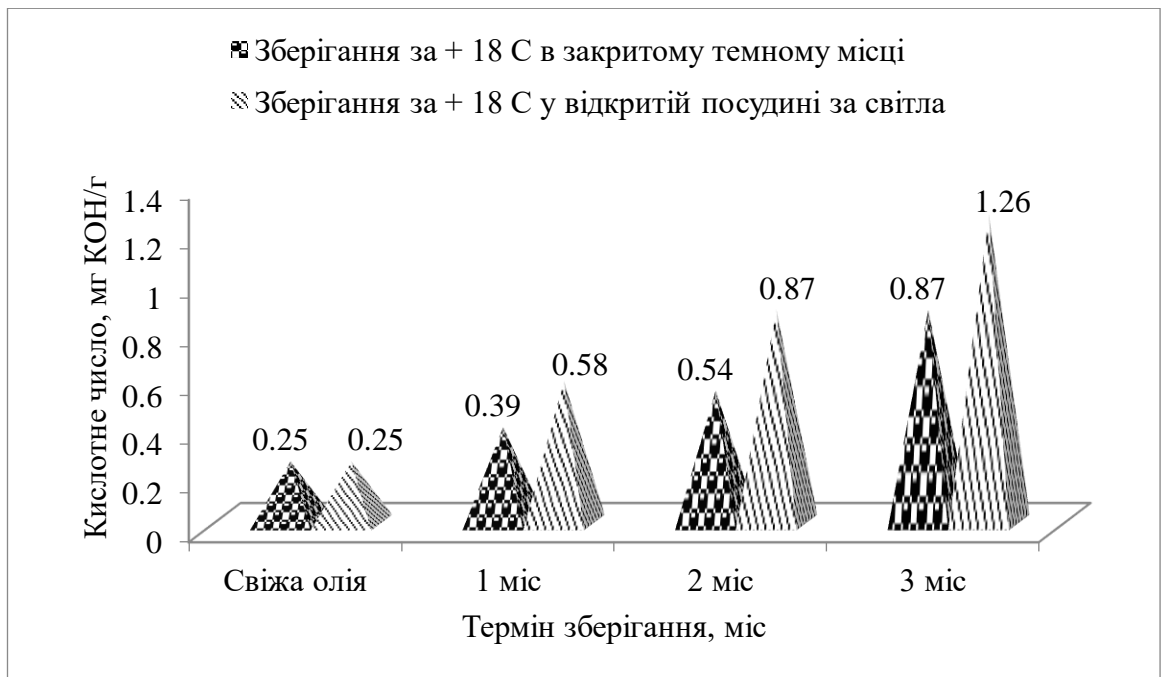 Зберігання за + 18 С в закритому темному місці
Зберігання за + 18 С у відкритій посудині за світла
Кислотне число, мг КОН/г
1.4
1.2
1
0.8
0.6
0.4
0.2
0
0.25
0.25
0.39
0.58
0.54
0.87
0.87
1.26
Свіжа олія
1 міс
2 міс
3 міс
Термін зберігання, міс